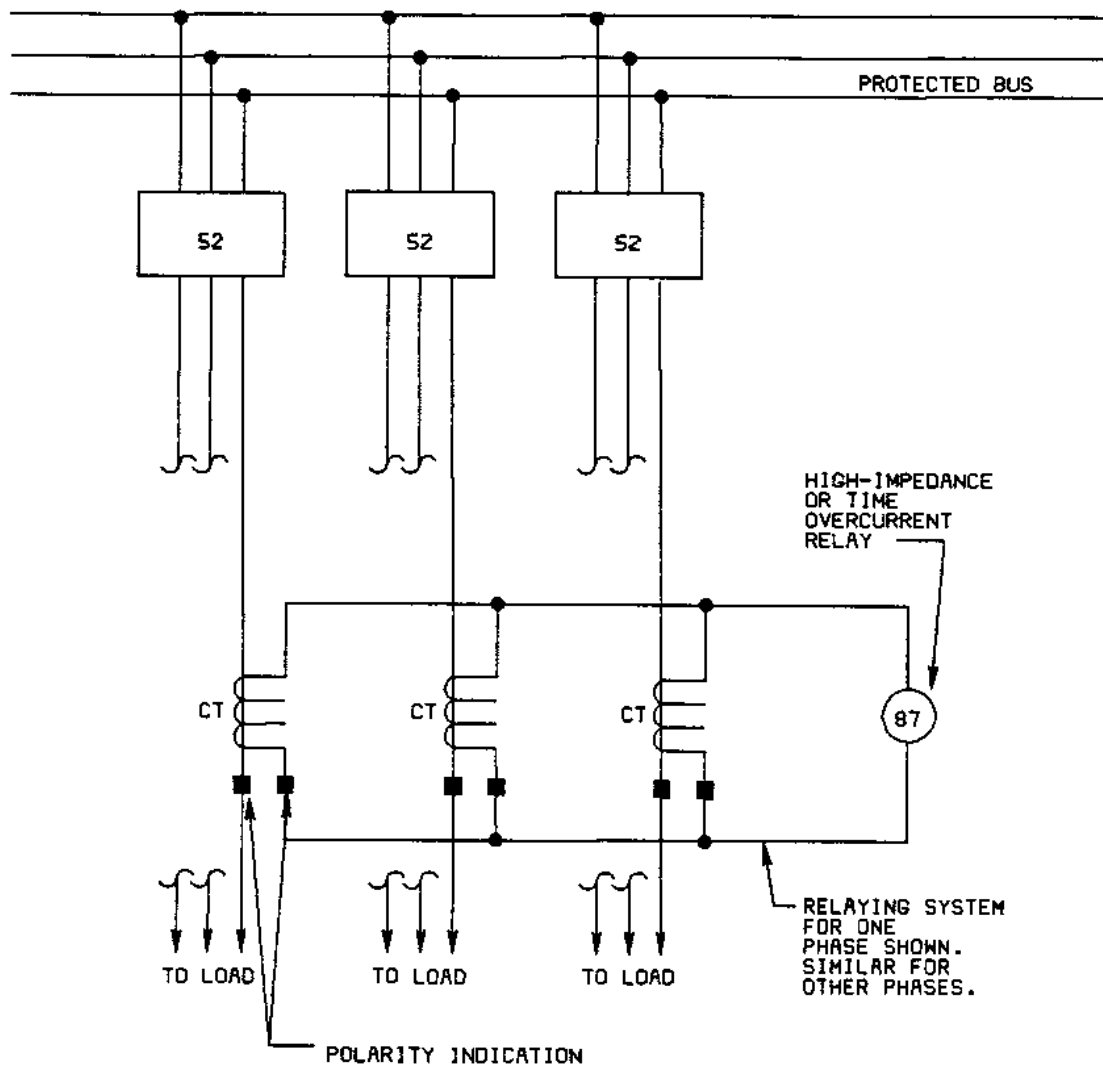 PROTECTED BUS
52
52
52
HIGH-IMPEDANCE
OR TIME
OVERCURRENT
RELAY
CT
CT
CT
87
TO LOAD
TO LOAD
TO LOAD
RELAYING SYSTEM
FOR ONE
PHASE SHOWN.
SIMILAR FOR
OTHER PHASES.
POLARITY INDICATION